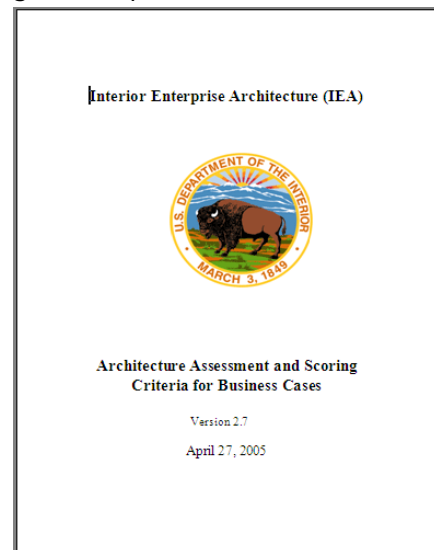 Interior Enterprise Architecture (IEA)
U.S. DEPARTMENT OF THE INTERIOR
MARCH 3, 1849
Architecture Assessment and Scoring
Criteria for Business Cases
Version 2.7
April 27, 2005